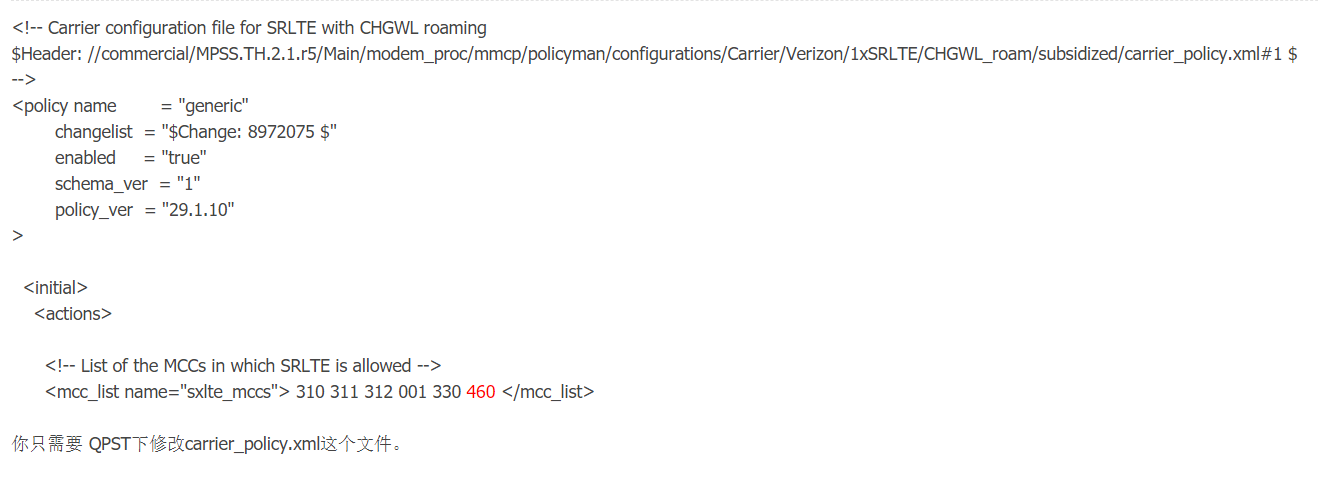 <!-- Carrier configuration file for SRLTE with CHGWL roaming
$Header: //commercial/MPSS.TH.2.1.r5/Main/modem_proc/mmcp/policyman/configurations/Carrier/Verizon/1xSRLTE/CHGWL_roam/subsidized/carrier_policy.xml#1 $
-->
<policy name = "generic"
changelist = "$Change: 8972075 $"
enabled = "true"
schema_ver = "1"
policy_ver = "29.1.10"
>
<initial>
<actions>
<!-- List of the MCCs in which SRLTE is allowed -->
<mcc_list name="sxlte_mccs"> 310 311 312 001 330 460 </mcc_list>
你只需要 QPST下修改carrier_policy.xml这个文件。